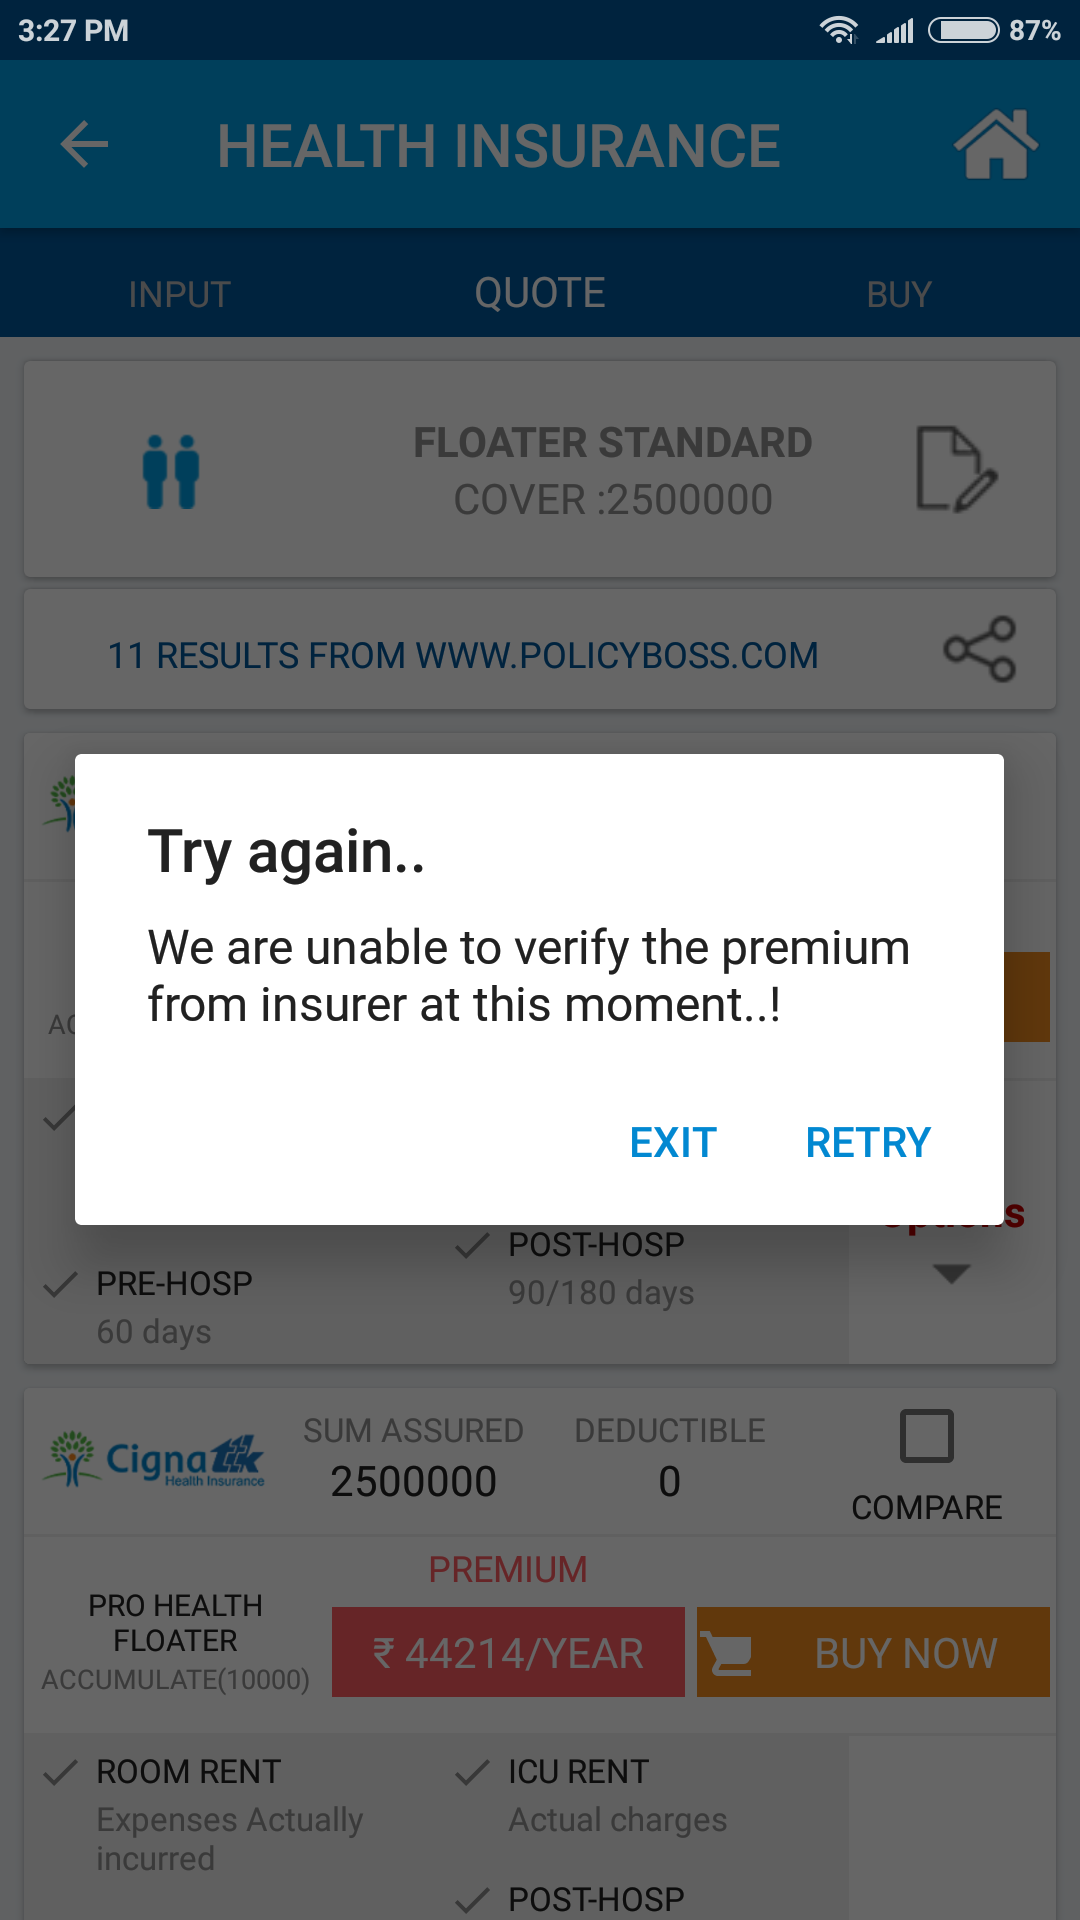 3:27 PM
87%
HEALTH INSURANCE
INPUT
QUOTE
BUY
FLOATER STANDARD
COVER :2500000
11 RESULTS FROM WWW.POLICYBOSS.COM
Try again..
We are unable to verify the premium
from insurer at this moment..!
EXIT
RETRY
POST-HOSP
90/180 days
PRE-HOSP
60 days
Cigna ttk
Health Insurance
SUM ASSURED
2500000
DEDUCTIBLE
0
COMPARE
PREMIUM
PRO HEALTH
FLOATER
ACCUMULATE(10000)
₹ 44214/YEAR
BUY NOW
ROOM RENT
Expenses Actually
incurred
ICU RENT
Actual charges
POST-HOSP